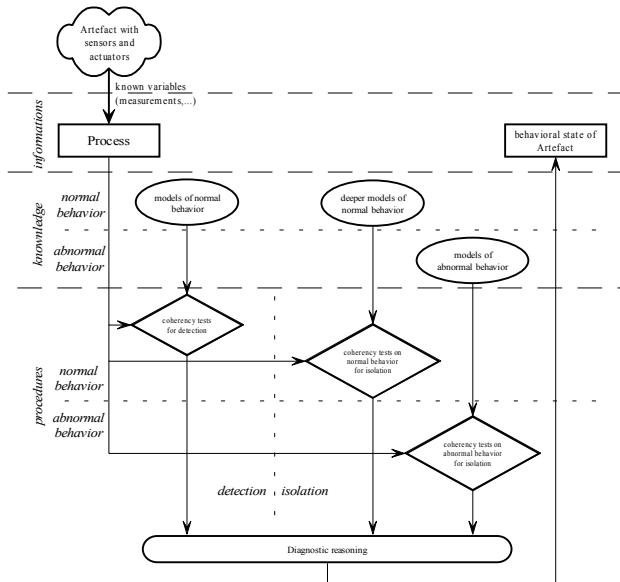 Artefact with
sensors and
actuators
known variables
(measurements,...)
informations
Process
behavioral state of
Artefact
knownledge
normal
behavior
models of normal
behavior
deeper models of
normal behavior
abnormal
behavior
models of
abnormal behavior
procedures
coherency tests
for detection
normal
behavior
coherency tests on
normal behavior
for isolation
abnormal
behavior
coherency tests on
abnormal behavior
for isolation
detection
isolation
Diagnostic reasoning